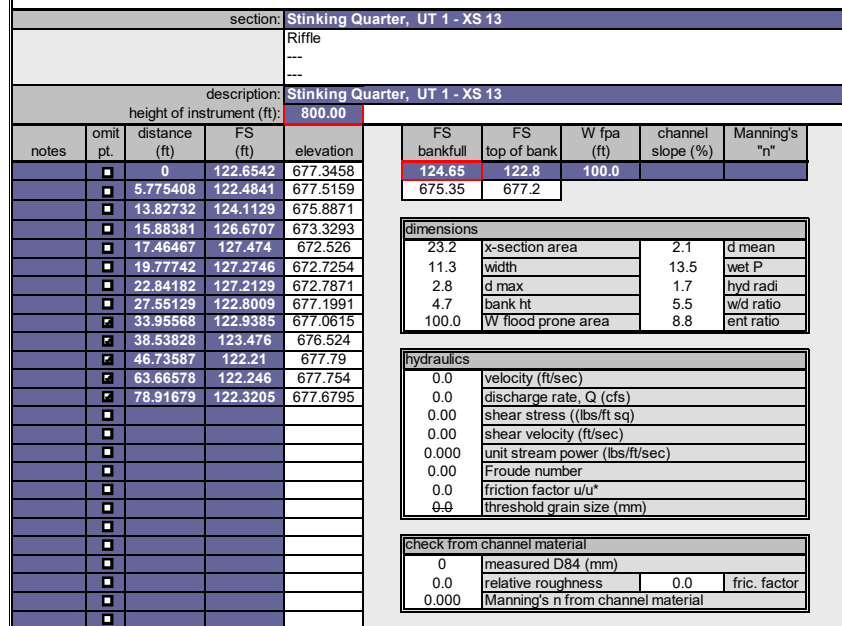 section: Stinking Quarter, UT 1 - XS 13
Riffle
---
---
description: Stinking Quarter, UT 1 - XS 13
height of instrument (ft): 800.00
omit distance FS FS FS W fpa channel Manning's
notes pt. (ft) (ft) elevation bankfull top of bank (ft) slope (%) "n"
0 122.6542 677.3458 124.65 122.8 100.0
5.775408 122.4841 677.5159 675.35 677.2
13.82732 124.1129 675.8871
15.88381 126.6707 673.3293 dimensions
17.46467 127.474 672.526 23.2 x-section area 2.1 d mean
19.77742 127.2746 672.7254 11.3 width 13.5 wet P
22.84182 127.2129 672.7871 2.8 d max 1.7 hyd radi
27.55129 122.8009 677.1991 4.7 bank ht 5.5 w/d ratio
33.95568 122.9385 677.0615 100.0 W flood prone area 8.8 ent ratio
38.53828 123.476 676.524
46.73587 122.21 677.79 hydraulics
63.66578 122.246 677.754 0.0 velocity (ft/sec)
78.91679 122.3205 677.6795 0.0 discharge rate, Q (cfs)
0.00 shear stress ((lbs/ft sq)
0.00 shear velocity (ft/sec)
0.000 unit stream power (lbs/ft/sec)
0.00 Froude number
0.0 friction factor u/u*
0.0 threshold grain size (mm)
check from channel material
0 measured D84 (mm)
0.0 relative roughness 0.0 fric. factor
0.000 Manning's n from channel material